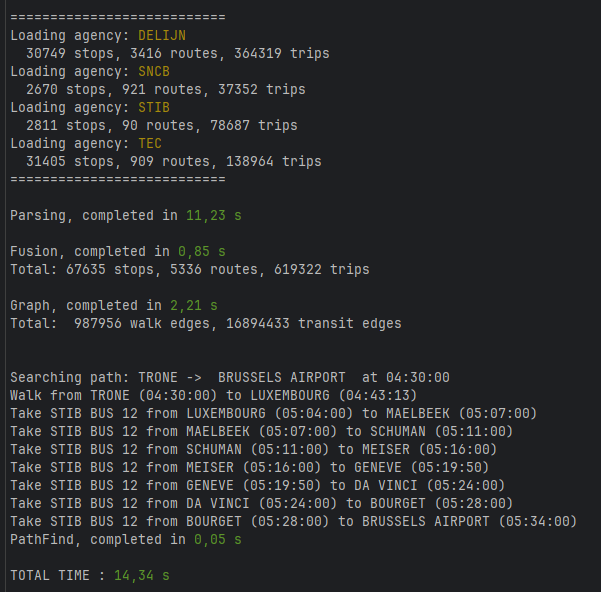 ===========================
Loading agency: DELIJN
30749 stops, 3416 routes, 364319 trips
Loading agency: SNCB
2670 stops, 921 routes, 37352 trips
Loading agency: STIB
2811 stops, 90 routes, 78687 trips
Loading agency: TEC
31405 stops, 909 routes, 138964 trips
===========================
Parsing, completed in 11,23 s
Fusion, completed in 0,85 s
Total: 67635 stops, 5336 routes, 619322 trips
Graph, completed in 2,21 s
Total:  987956 walk edges, 16894433 transit edges
Searching path: TRONE ->  BRUSSELS AIRPORT  at 04:30:00
Walk from TRONE (04:30:00) to LUXEMBOURG (04:43:13)
Take STIB BUS 12 from LUXEMBOURG (05:04:00) to MAELBEEK (05:07:00)
Take STIB BUS 12 from MAELBEEK (05:07:00) to SCHUMAN (05:11:00)
Take STIB BUS 12 from SCHUMAN (05:11:00) to MEISER (05:16:00)
Take STIB BUS 12 from MEISER (05:16:00) to GENEVE (05:19:50)
Take STIB BUS 12 from GENEVE (05:19:50) to DA VINCI (05:24:00)
Take STIB BUS 12 from DA VINCI (05:24:00) to BOURGET (05:28:00)
Take STIB BUS 12 from BOURGET (05:28:00) to BRUSSELS AIRPORT (05:34:00)
PathFind, completed in 0,05 s
TOTAL TIME : 14,34 s